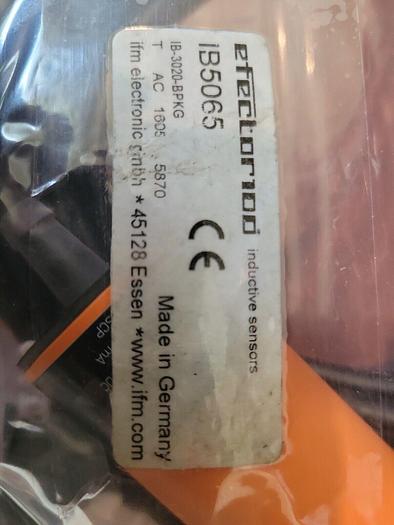 efector100
inductive sensors
IB5065
IB-3020-BPKG
T AC 1605 5870
Made in Germany
ifm electronic gmbh * 45128 Essen * www.ifm.com
mA